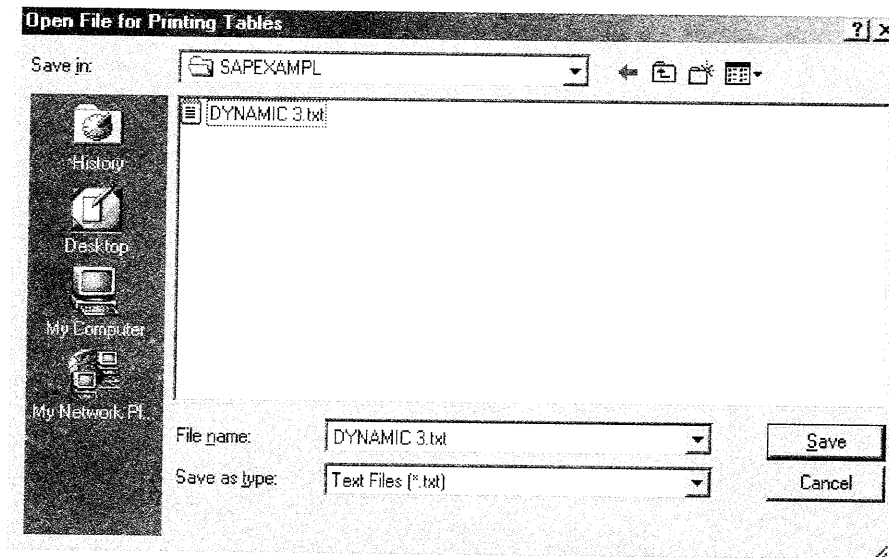 Open File for Printing Tables
Save in:
SAPEXAMPL
History
Desktop
My Computer
My Network Pl...
DYNAMIC 3.txt
File name:
DYNAMIC 3.txt
Save
Save as type:
Text Files (*.txt)
Cancel